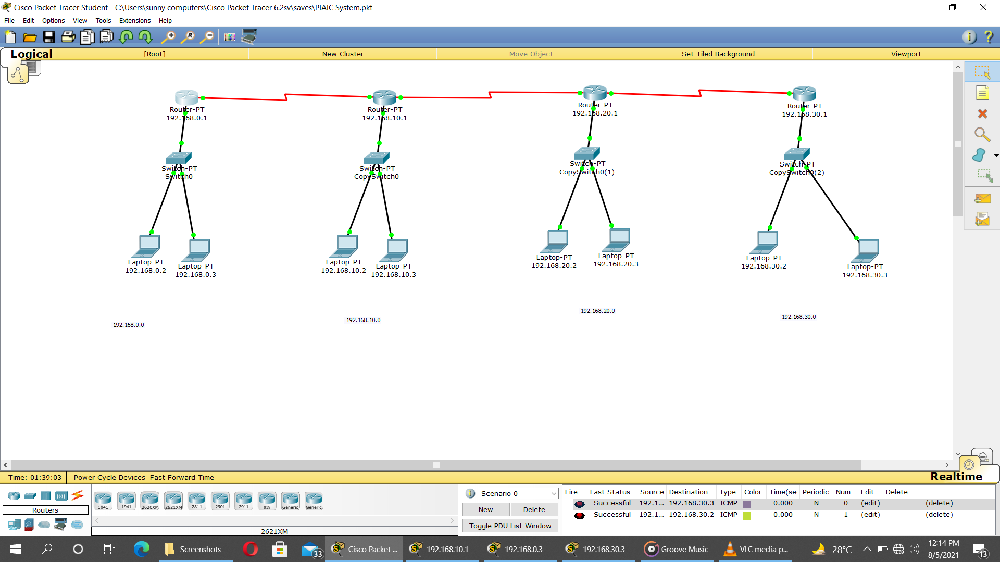 Cisco Packet Tracer Student - C:\Users\sunny computers\Cisco Packet Tracer 6.2sv\saves\PIAIC System.pkt
File Edit Options View Tools Extensions Help
Logical [Root] New Cluster Move Object Set Tiled Background Viewport
Router-PT
192.168.0.1
Router-PT
192.168.10.1
Router-PT
192.168.20.1
Router-PT
192.168.30.1
Switch-PT
Switch0
Switch-PT
CopySwitch0
Switch-PT
CopySwitch0(1)
Switch-PT
CopySwitch0(2)
Laptop-PT
192.168.0.2
Laptop-PT
192.168.0.3
Laptop-PT
192.168.10.2
Laptop-PT
192.168.10.3
Laptop-PT
192.168.20.2
Laptop-PT
192.168.20.3
Laptop-PT
192.168.30.2
Laptop-PT
192.168.30.3
192.168.0.0
192.168.10.0
192.168.20.0
192.168.30.0
Time: 01:39:03 Power Cycle Devices Fast Forward Time
Realtime
Routers
1841 1941 2620XM 2621XM 2811 2901 2911 819 Generic Generic
2621XM
Scenario 0
New Delete
Toggle PDU List Window
Fire Last Status Source Destination Type Color Time(sec Periodic Num Edit Delete
Successful 192.1... 192.168.30.3 ICMP 0.000 N 0 (edit) (delete)
Successful 192.1... 192.168.30.2 ICMP 0.000 N 1 (edit) (delete)
Screenshots
33
Cisco Packet ...
192.168.10.1
192.168.0.3
192.168.30.3
Groove Music
VLC media p...
28°C
12:14 PM
8/5/2021
13